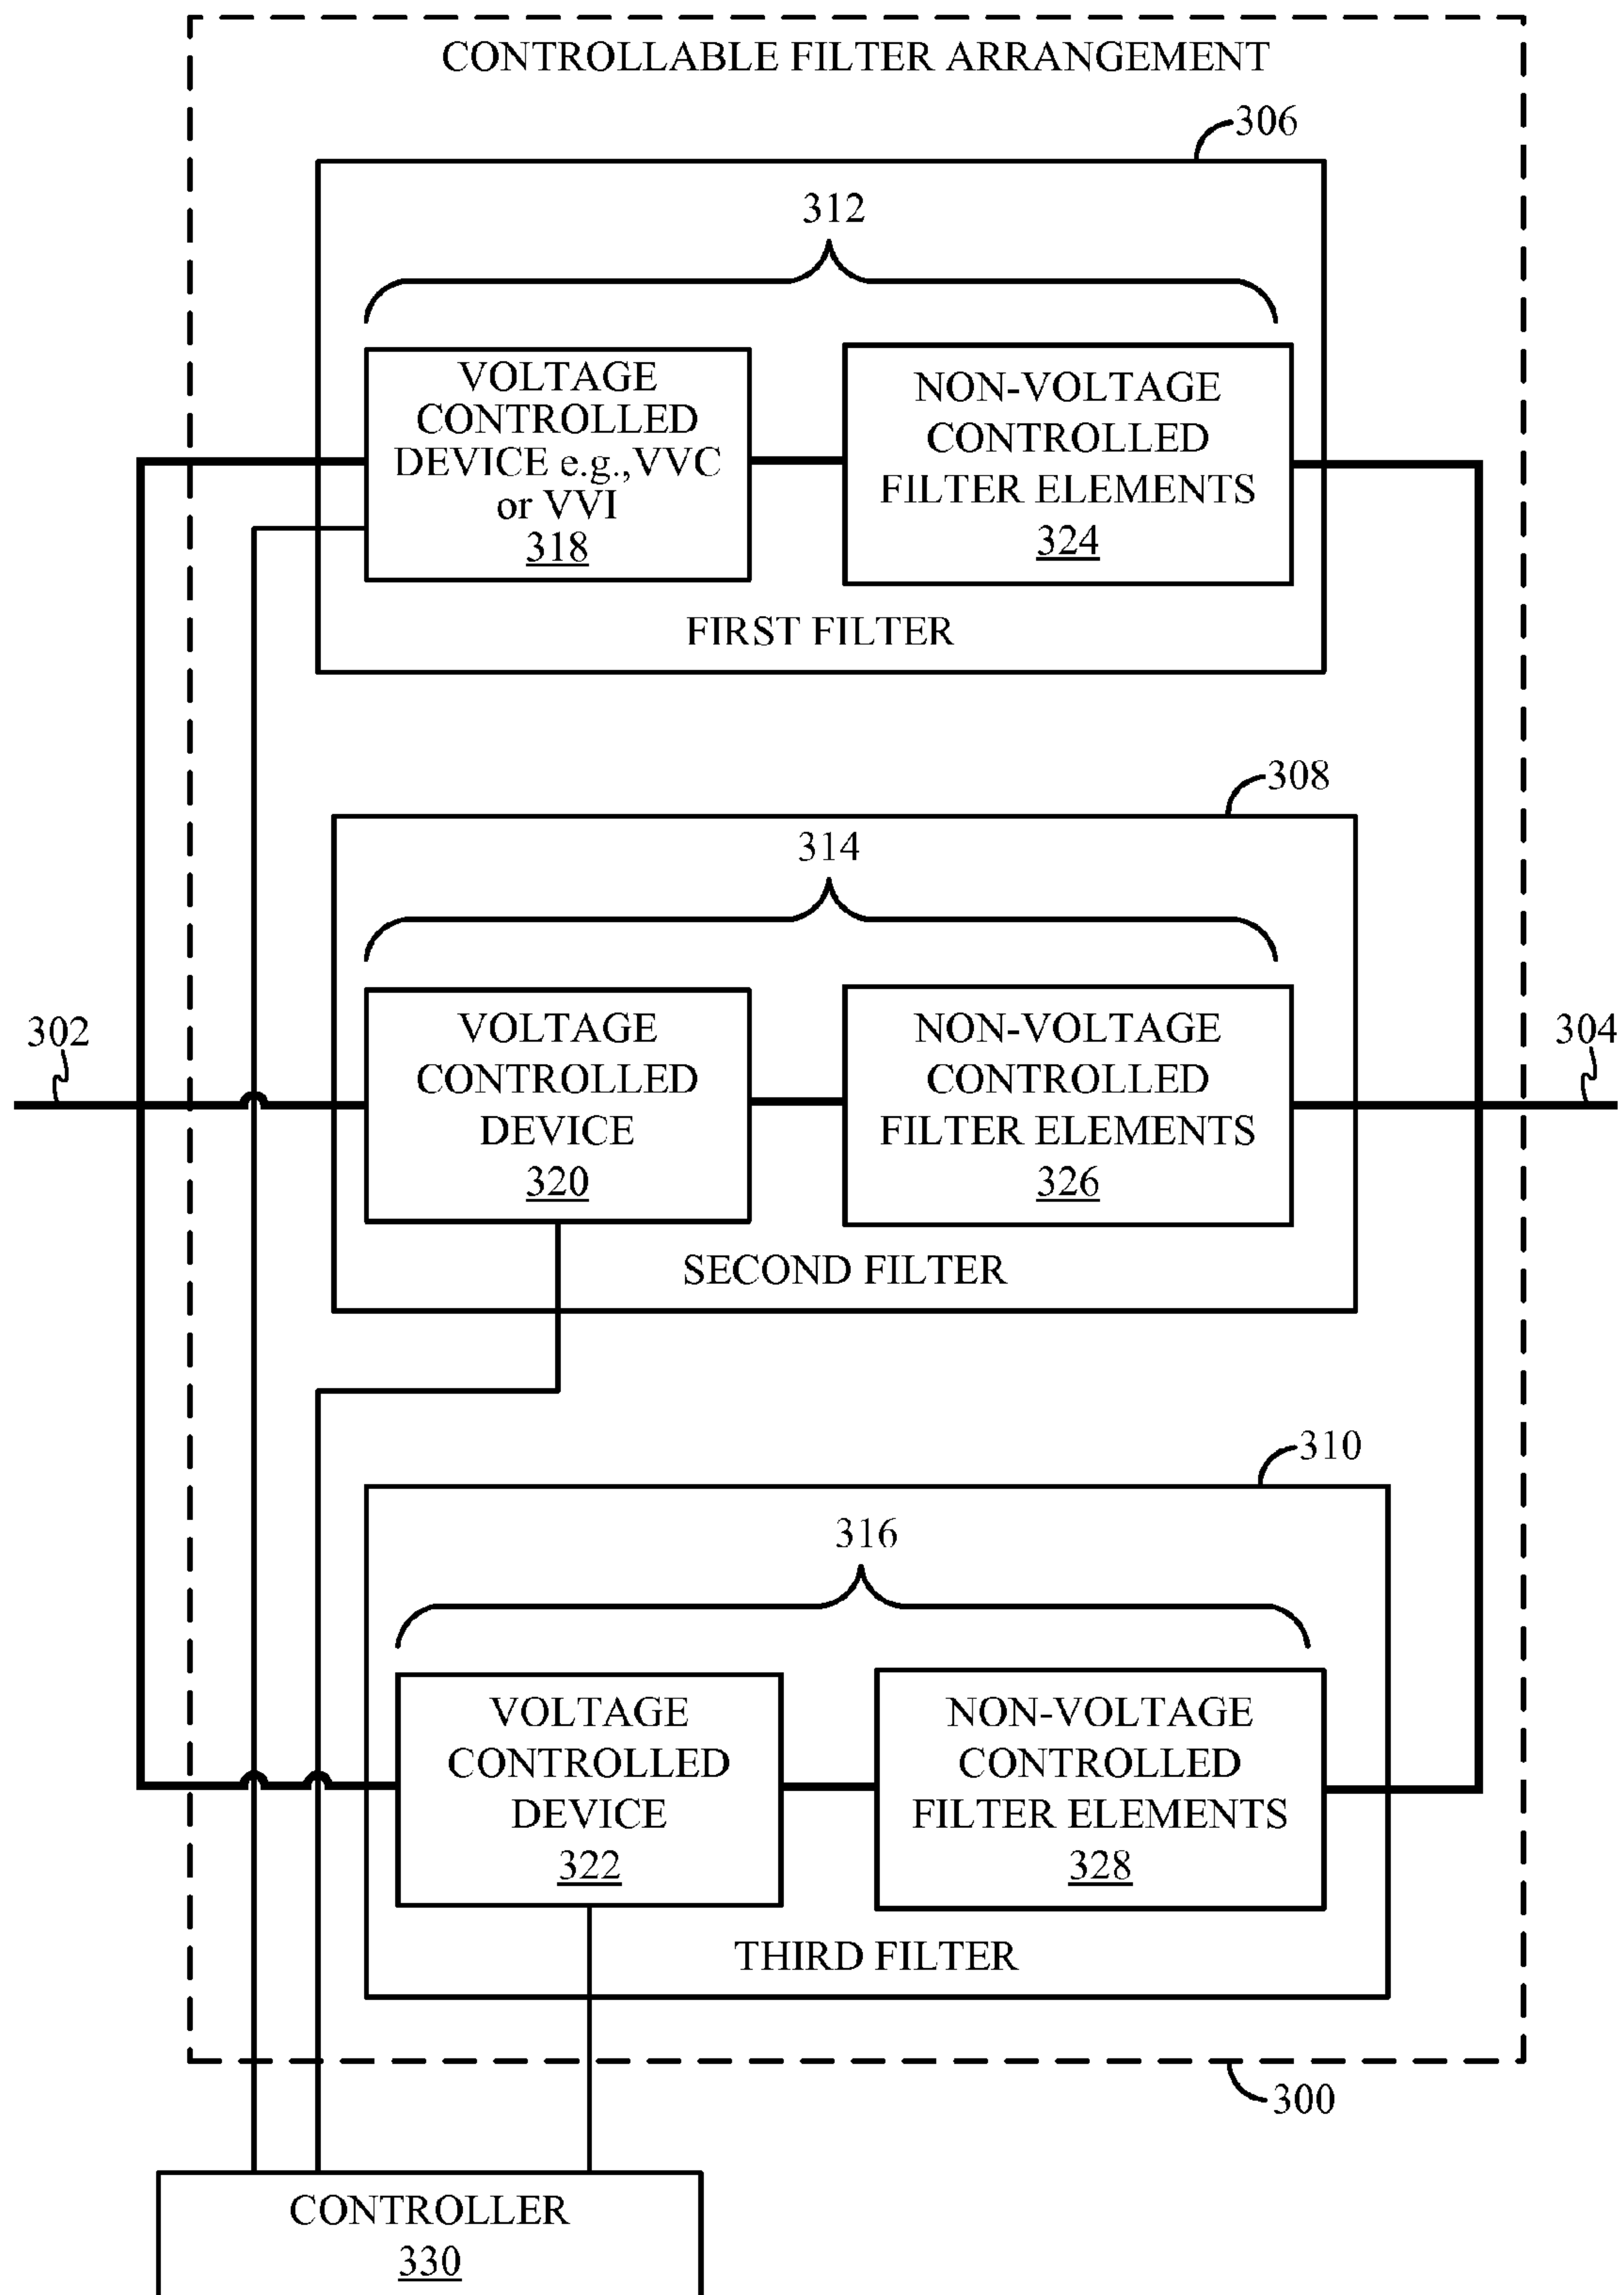 CONTROLLABLE FILTER ARRANGEMENT
306
312
VOLTAGE
CONTROLLED
DEVICE e.g.,VVC
or VVI
318
NON-VOLTAGE
CONTROLLED
FILTER ELEMENTS
324
FIRST FILTER
308
314
302
VOLTAGE
CONTROLLED
DEVICE
320
NON-VOLTAGE
CONTROLLED
FILTER ELEMENTS
326
304
SECOND FILTER
310
316
VOLTAGE
CONTROLLED
DEVICE
322
NON-VOLTAGE
CONTROLLED
FILTER ELEMENTS
328
THIRD FILTER
300
CONTROLLER
330